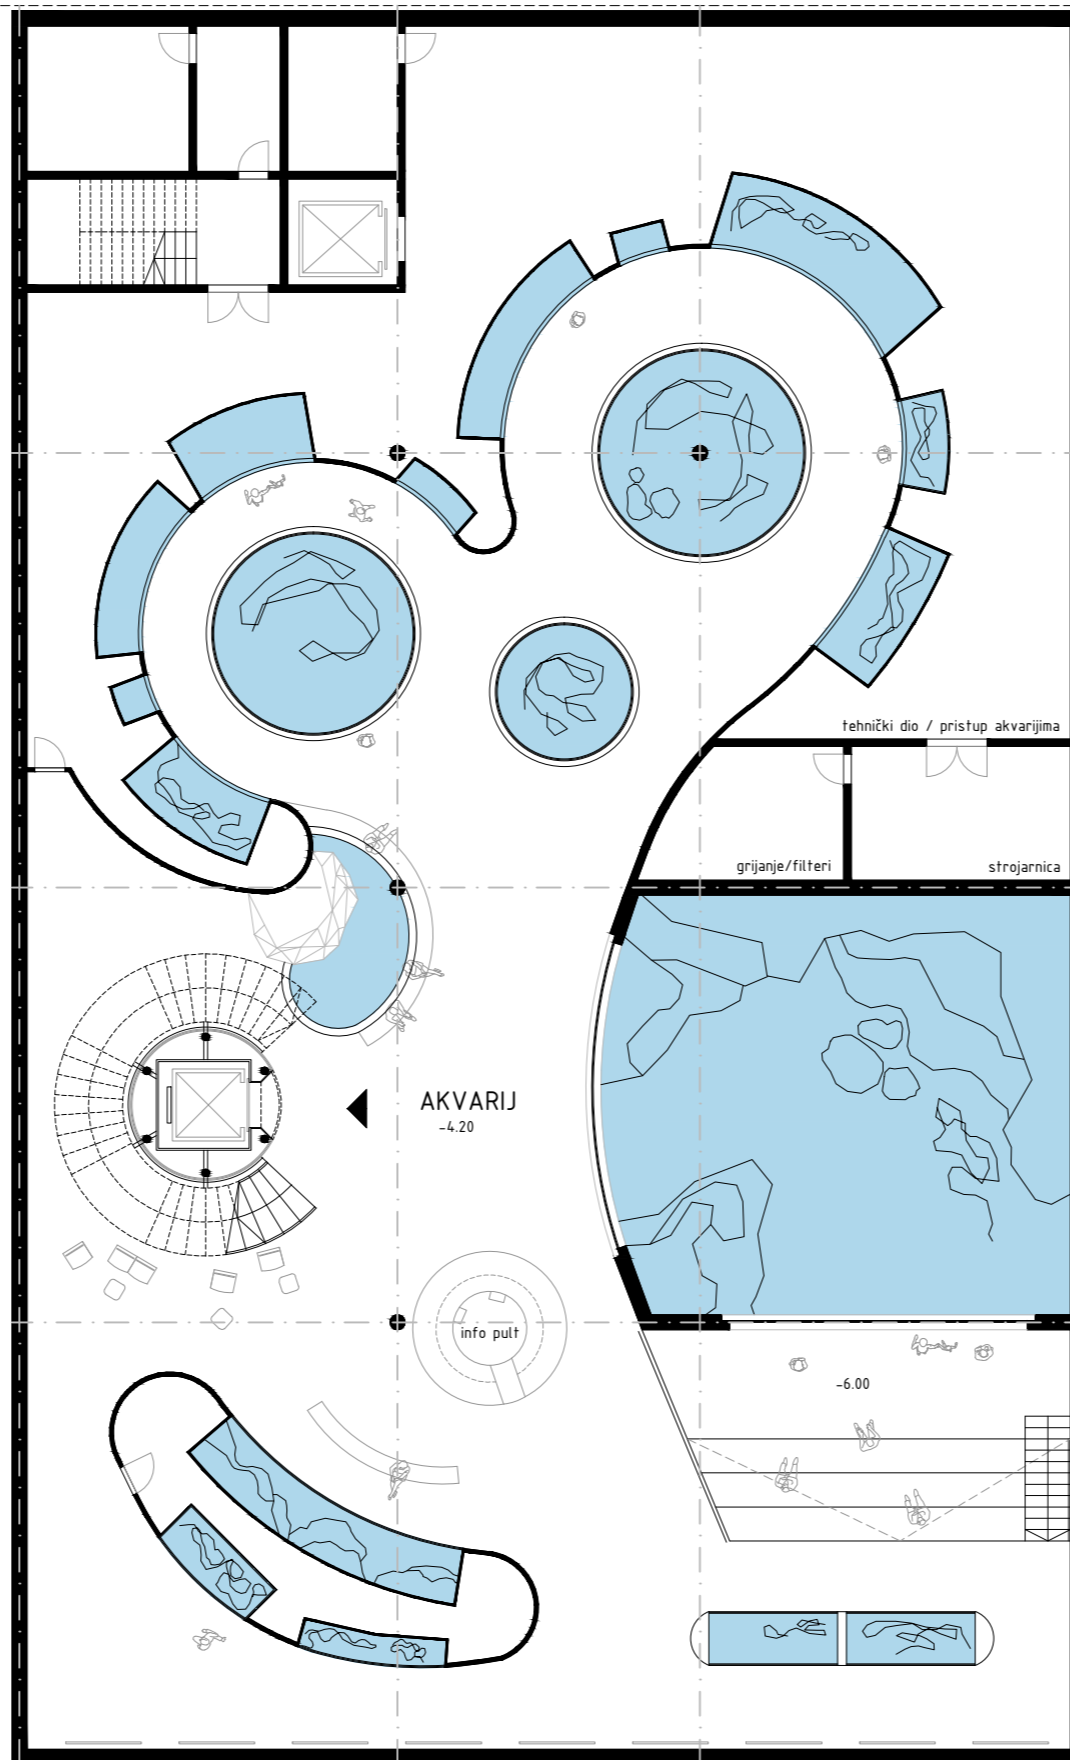 tehnički dio / pristup akvarijima
grijanje/filteri
strojarnica
AKVARIJ
-4.20
info pult
-6.00